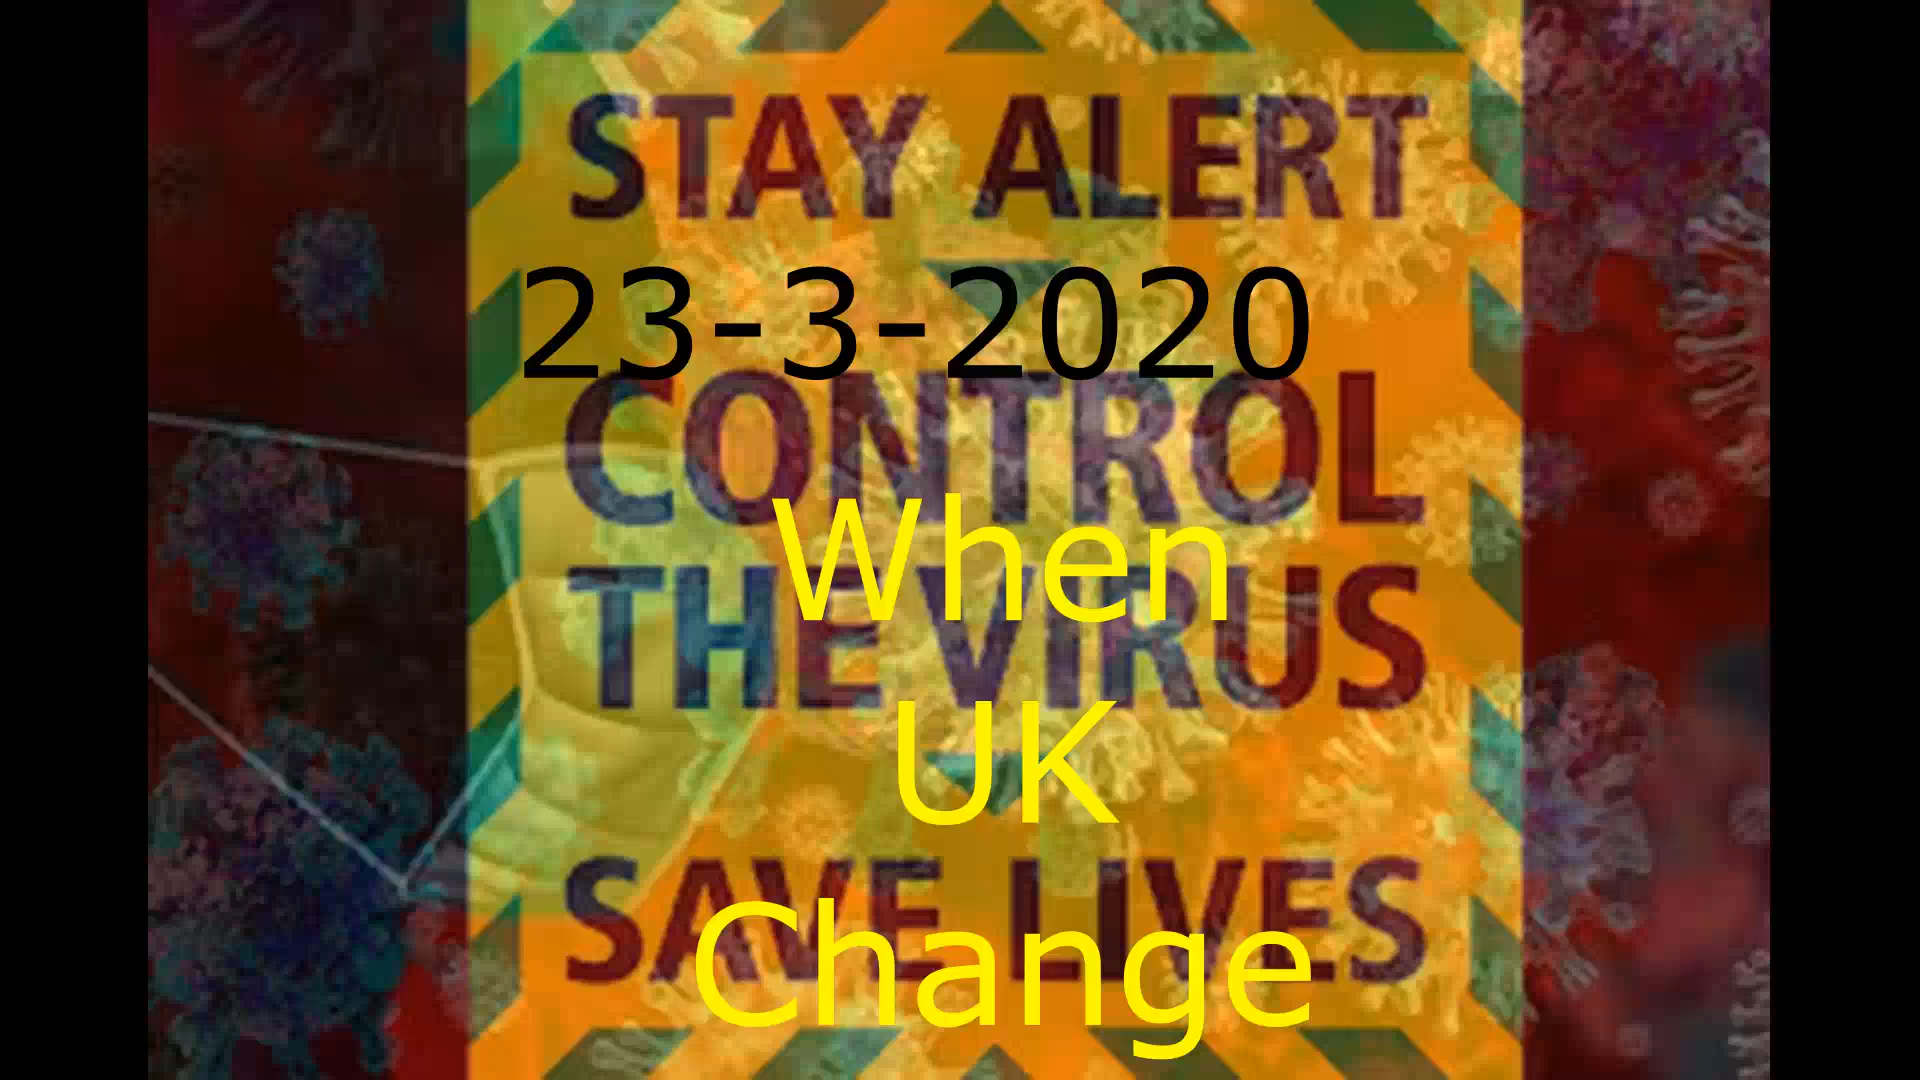 STAY ALERT
23-3-2020
CONTROL
When
THE VIRUS
UK
SAVE LIVES
Change